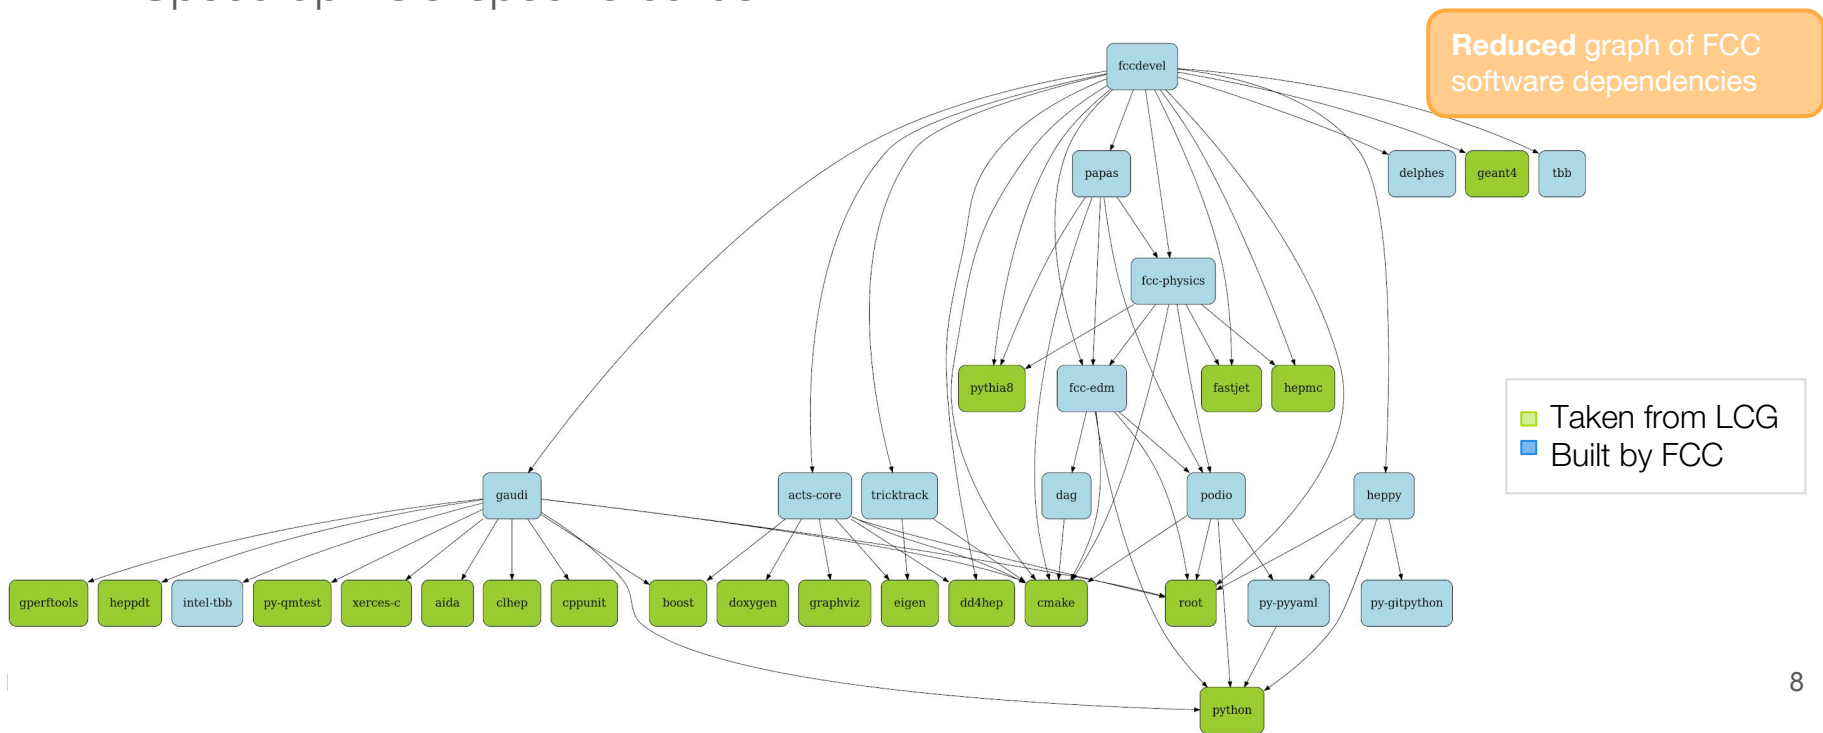 Reduced graph of FCC
software dependencies
fccdevel
papas
delphes
geant4
tbb
fcc-physics
pythia8
fcc-edm
fastjet
hepmc
Taken from LCG
Built by FCC
gaudi
acts-core
tricktrack
dag
podio
heppy
gperftools
heppdt
intel-tbb
py-qmtest
xerces-c
aida
clhep
cppunit
boost
doxygen
graphviz
eigen
dd4hep
cmake
root
py-pyyaml
py-gitpython
8
python